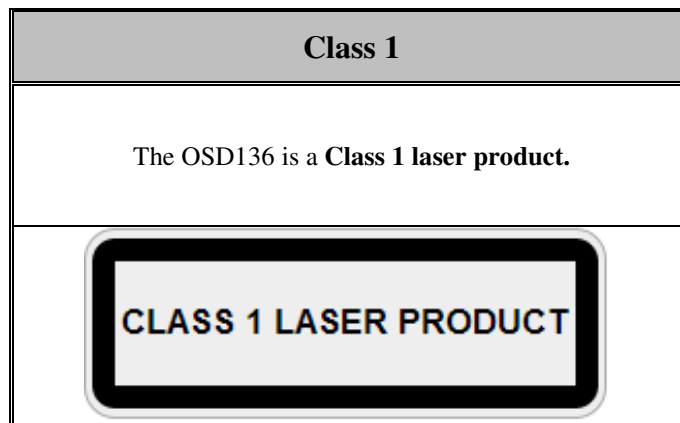 Class 1
The OSD136 is a Class 1 laser product.
CLASS 1 LASER PRODUCT